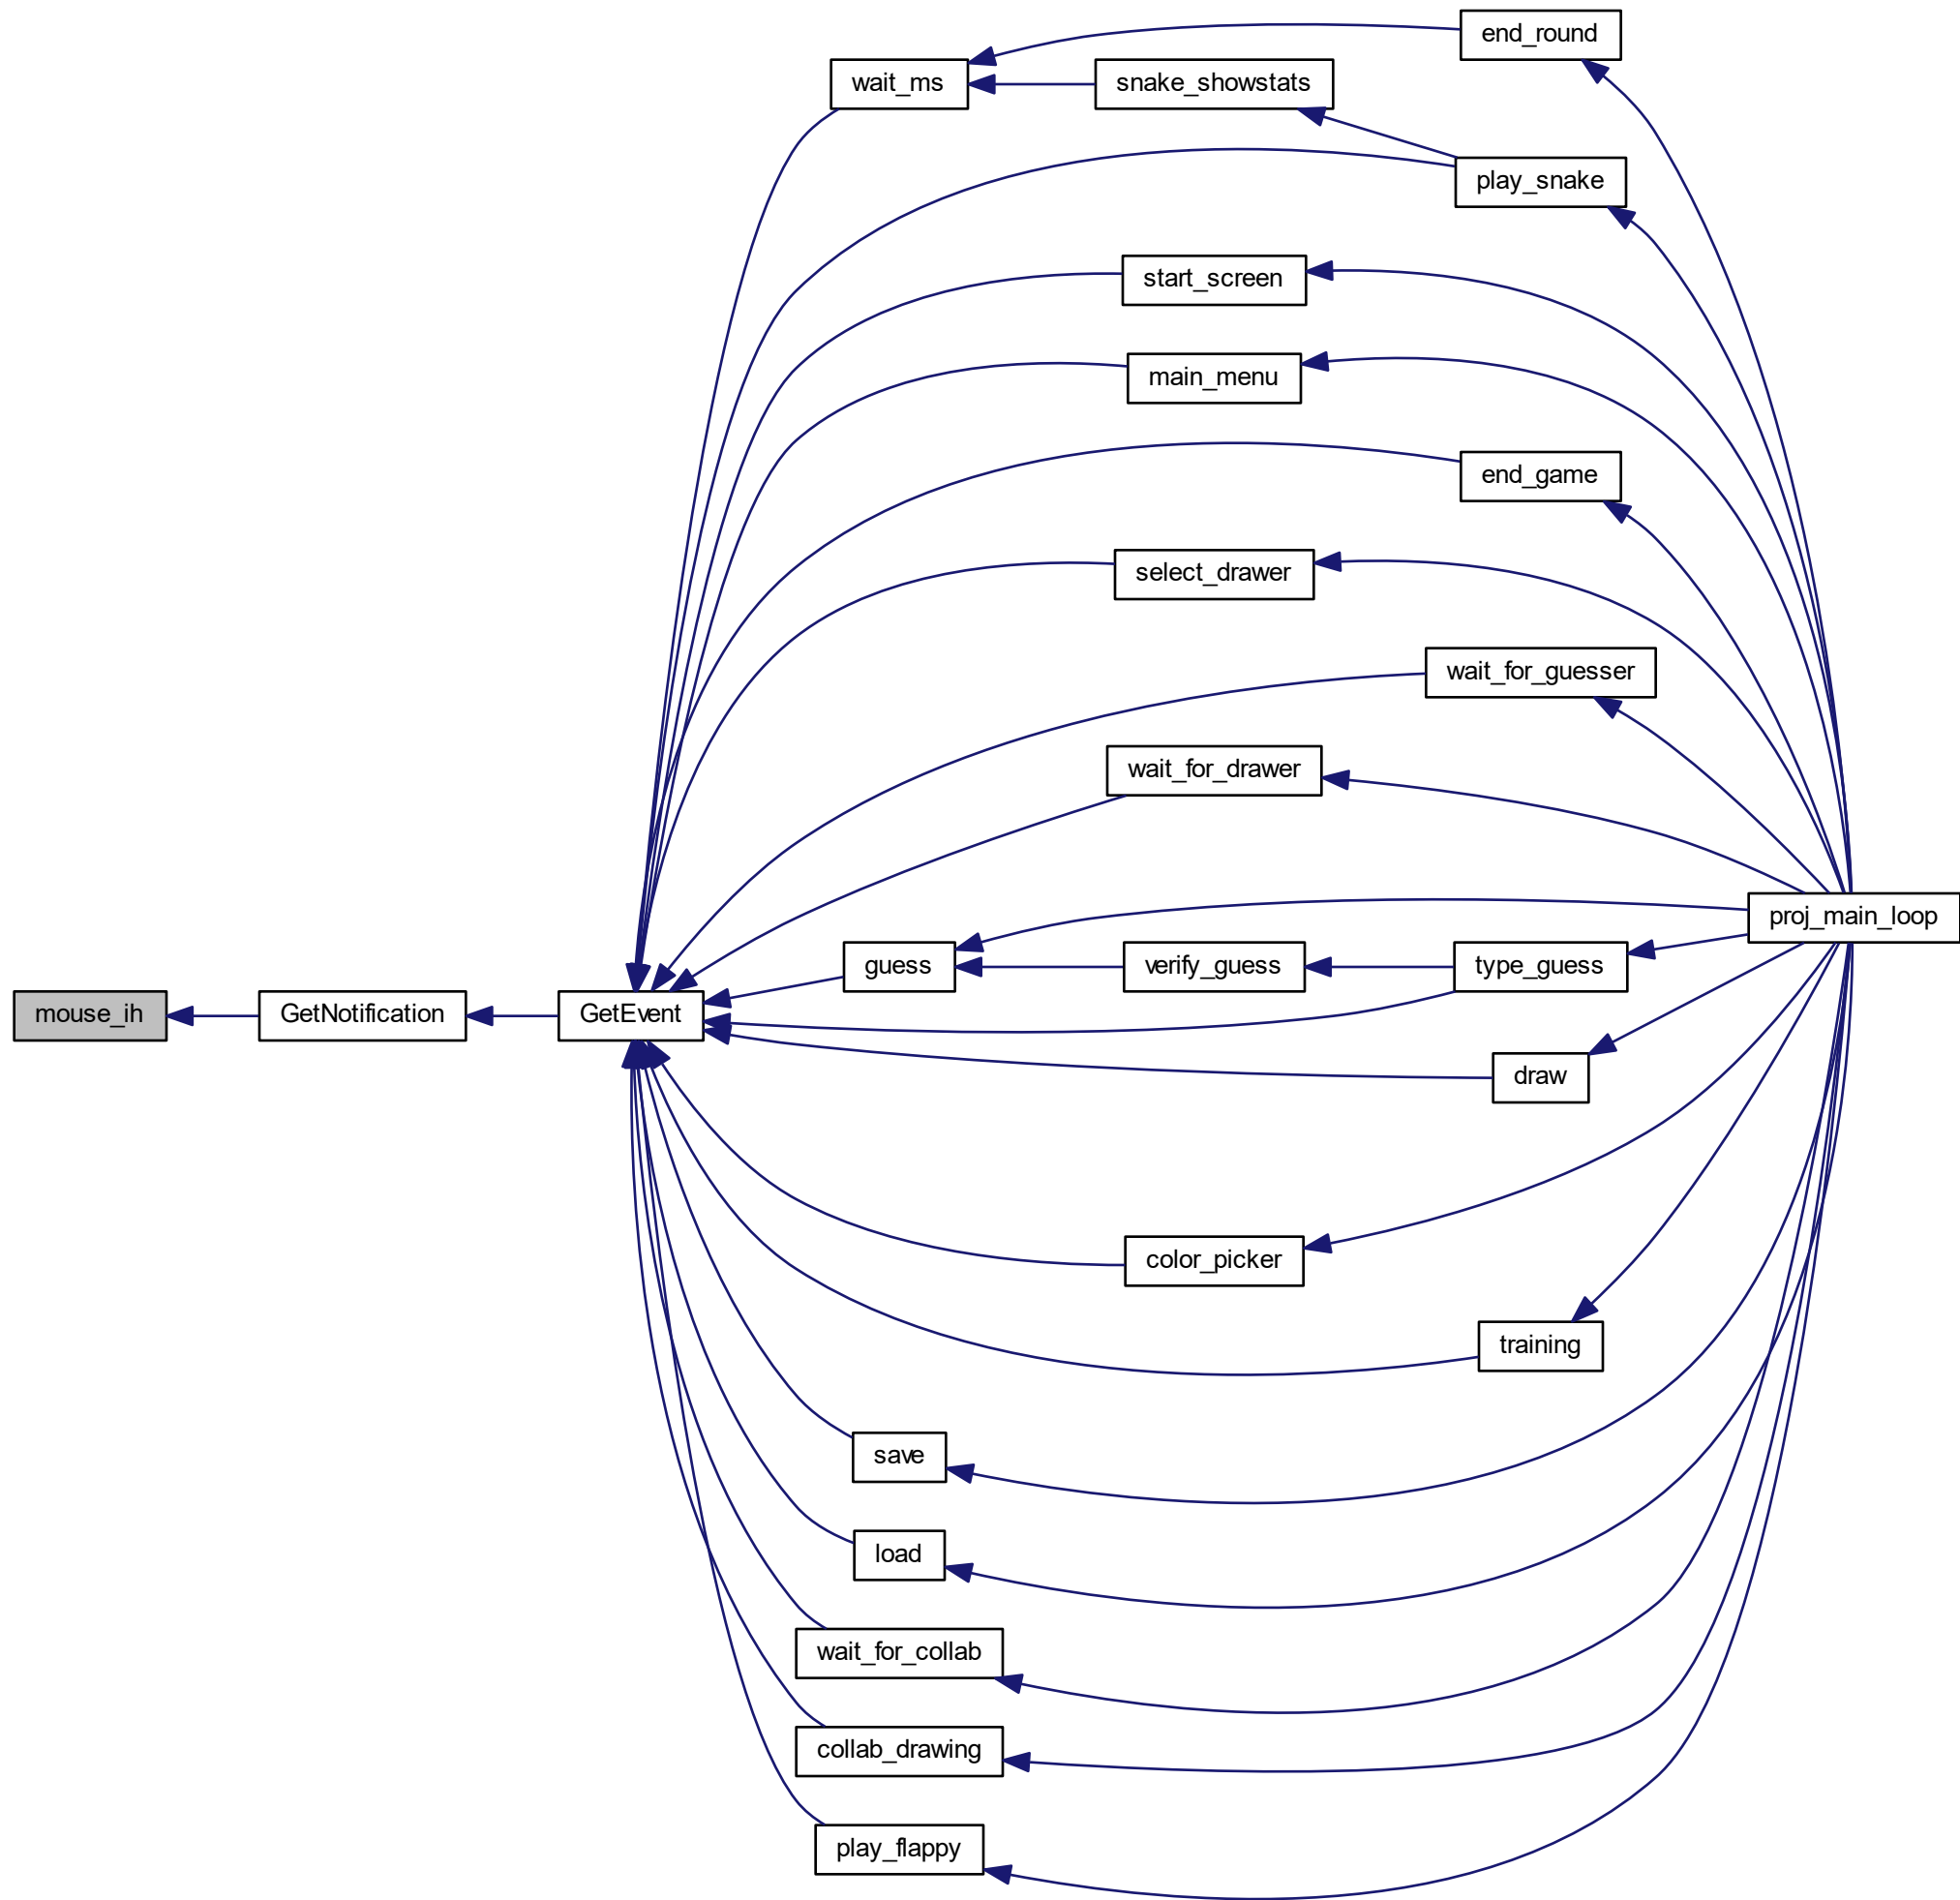 end_round
wait_ms
snake_showstats
play_snake
start_screen
main_menu
end_game
select_drawer
wait_for_guesser
wait_for_drawer
proj_main_loop
guess
verify_guess
type_guess
mouse_ih
GetNotification
GetEvent
draw
color_picker
training
save
load
wait_for_collab
collab_drawing
play_flappy